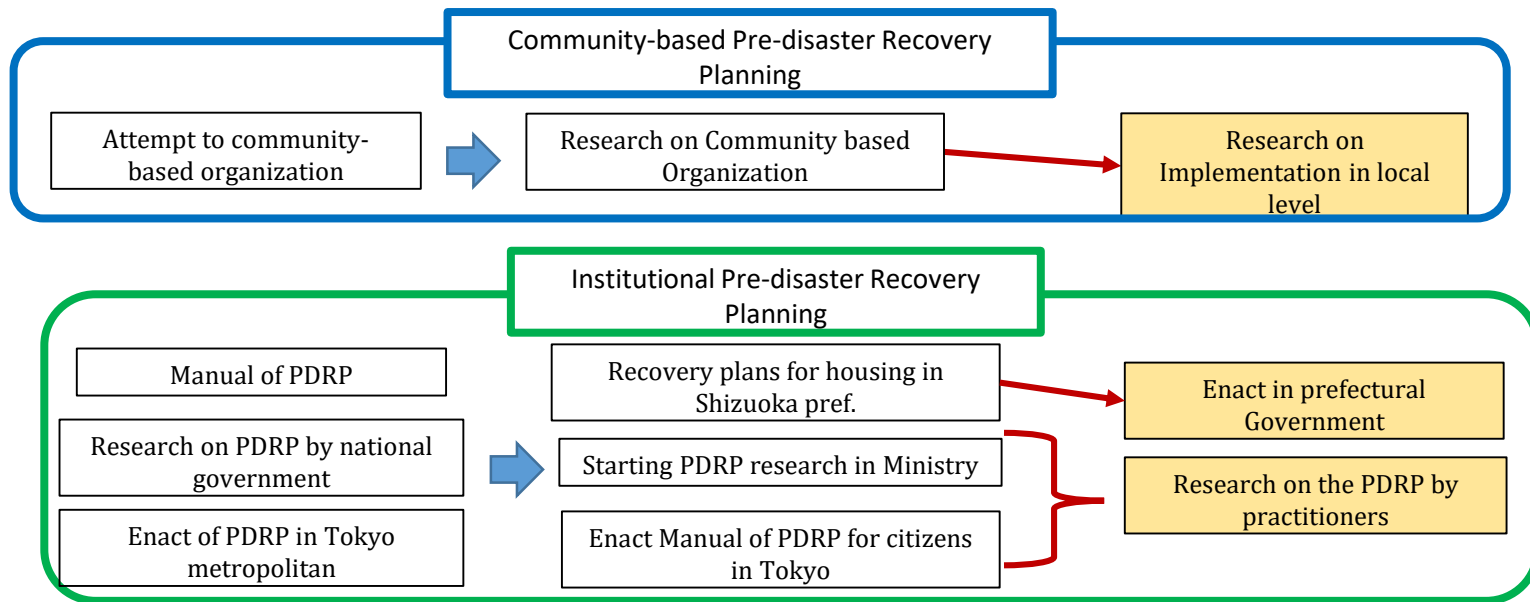 Community-based Pre-disaster Recovery
Planning
Attempt to community-
based organization
Research on Community based
Organization
Research on
Implementation in local
level
Institutional Pre-disaster Recovery
Planning
Manual of PDRP
Research on PDRP by national
government
Enact of PDRP in Tokyo
metropolitan
Recovery plans for housing in
Shizuoka pref.
Starting PDRP research in Ministry
Enact Manual of PDRP for citizens
in Tokyo
Enact in prefectural
Government
Research on the PDRP by
practitioners